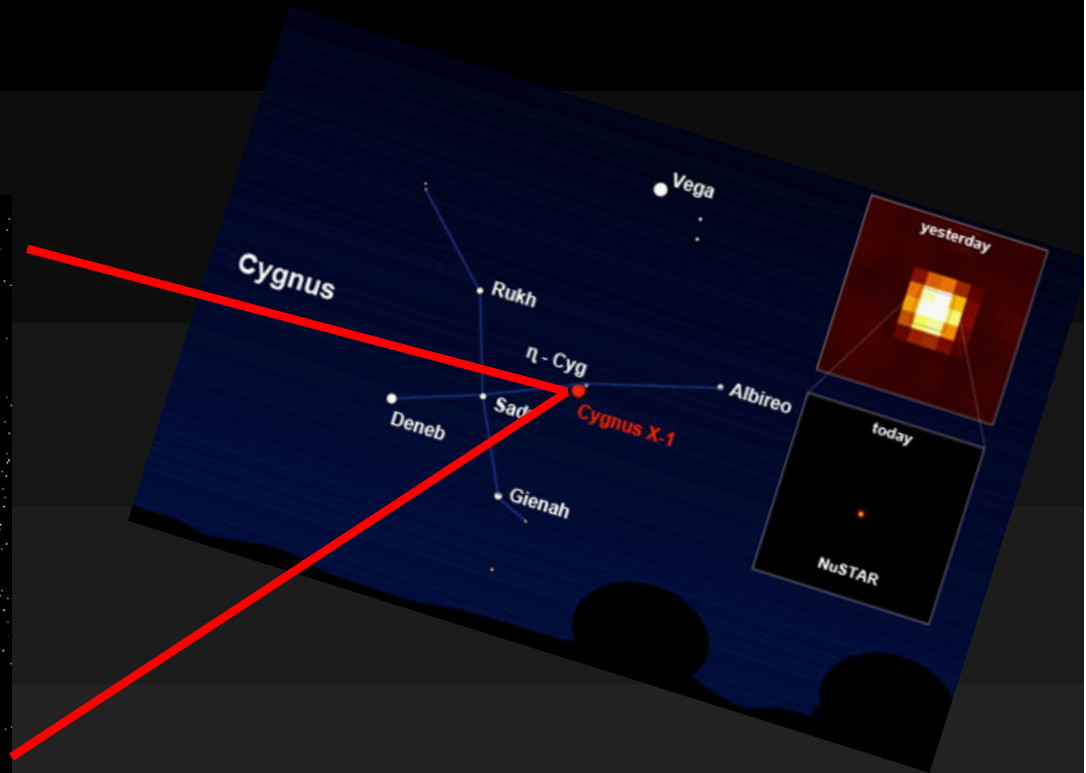 Vega
yesterday
Cygnus
Rukh
η - Cyg
Albireo
Deneb
Cygnus X-1
today
Gienah
NuSTAR